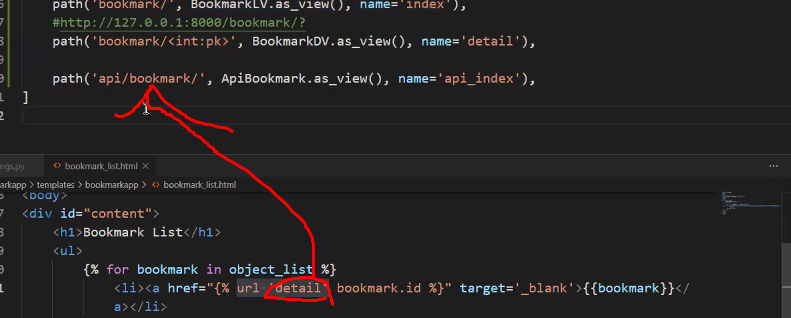 path('bookmark/', BookmarkLV.as_view(), name='index'),
#http://127.0.0.1:8000/bookmark/?
path('bookmark/<int:pk>', BookmarkDV.as_view(), name='detail'),
path('api/bookmark/', ApiBookmark.as_view(), name='api_index'),
]
ngs.py
<> bookmark_list.html ×
...
markapp > templates > bookmarkapp > <> bookmark_list.html
<body>
<div id="content">
<h1>Bookmark List</h1>
<ul>
{% for bookmark in object_list %}
<li><a href="{% url 'detail' bookmark.id %}" target='_blank'>{{bookmark}}</
a></li>